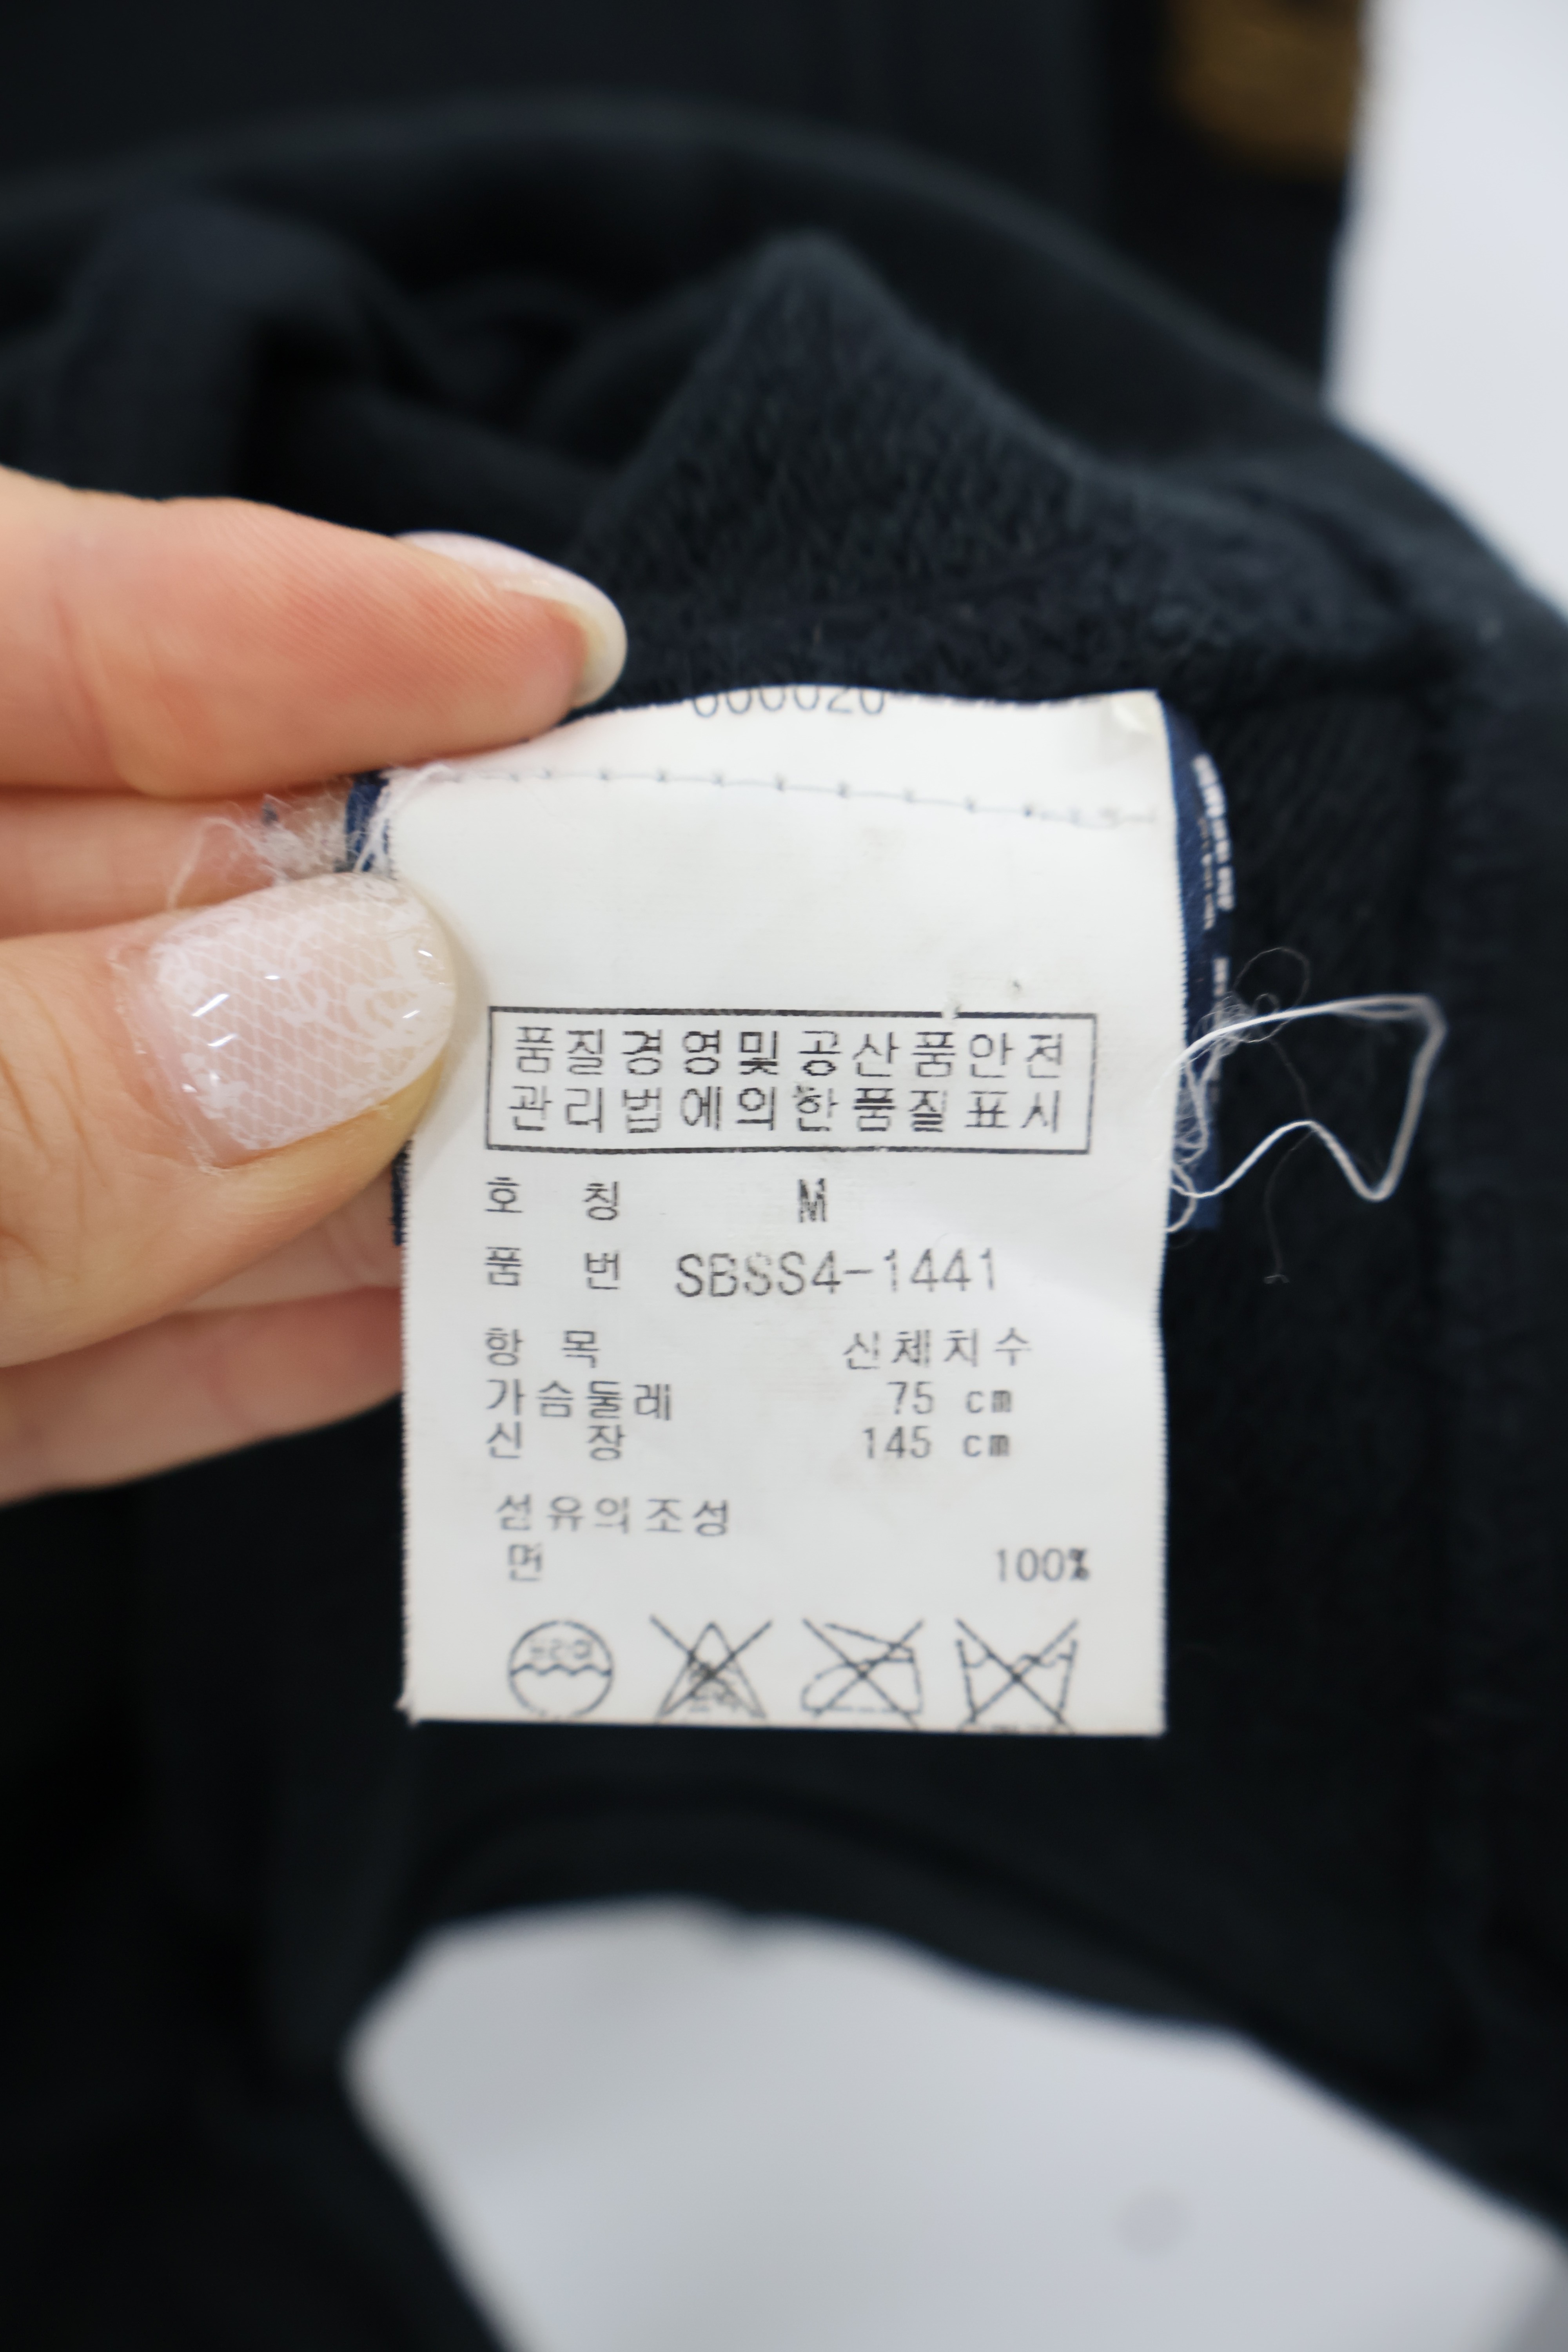 품질경영및공산품안전
관리법에의한품질표시
호 칭 M
품 번 SBSS4-1441
항 목 신체치수
가슴둘레 75 cm
신 장 145 cm
섬유의조성
면 100%